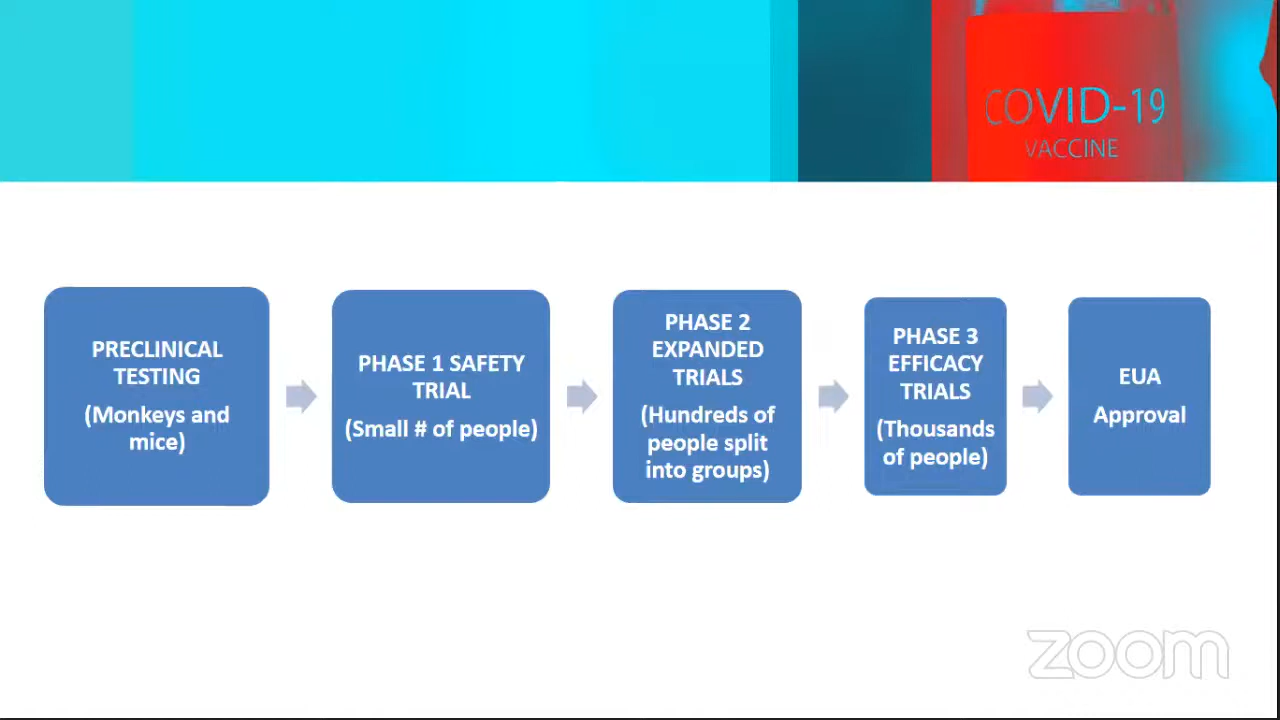 COVID-19
VACCINE
PRECLINICAL
TESTING
(Monkeys and
mice)
PHASE 1 SAFETY
TRIAL
(Small # of people)
PHASE 2
EXPANDED
TRIALS
(Hundreds of
people split
into groups)
PHASE 3
EFFICACY
TRIALS
(Thousands
of people)
EUA
Approval
zoom